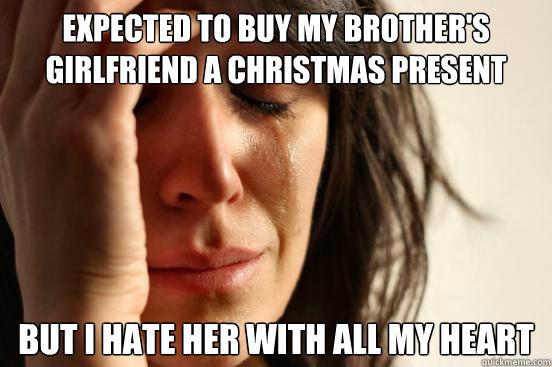 EXPECTED TO BUY MY BROTHER'S
GIRLFRIEND A CHRISTMAS PRESENT
BUT I HATE HER WITH ALL MY HEART
quickmeme.com